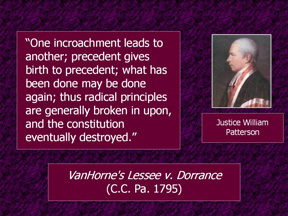 “One incroachment leads to
another; precedent gives
birth to precedent; what has
been done may be done
again; thus radical principles
are generally broken in upon,
and the constitution
eventually destroyed.”
Justice William
Patterson
VanHorne's Lessee v. Dorrance
(C.C. Pa. 1795)